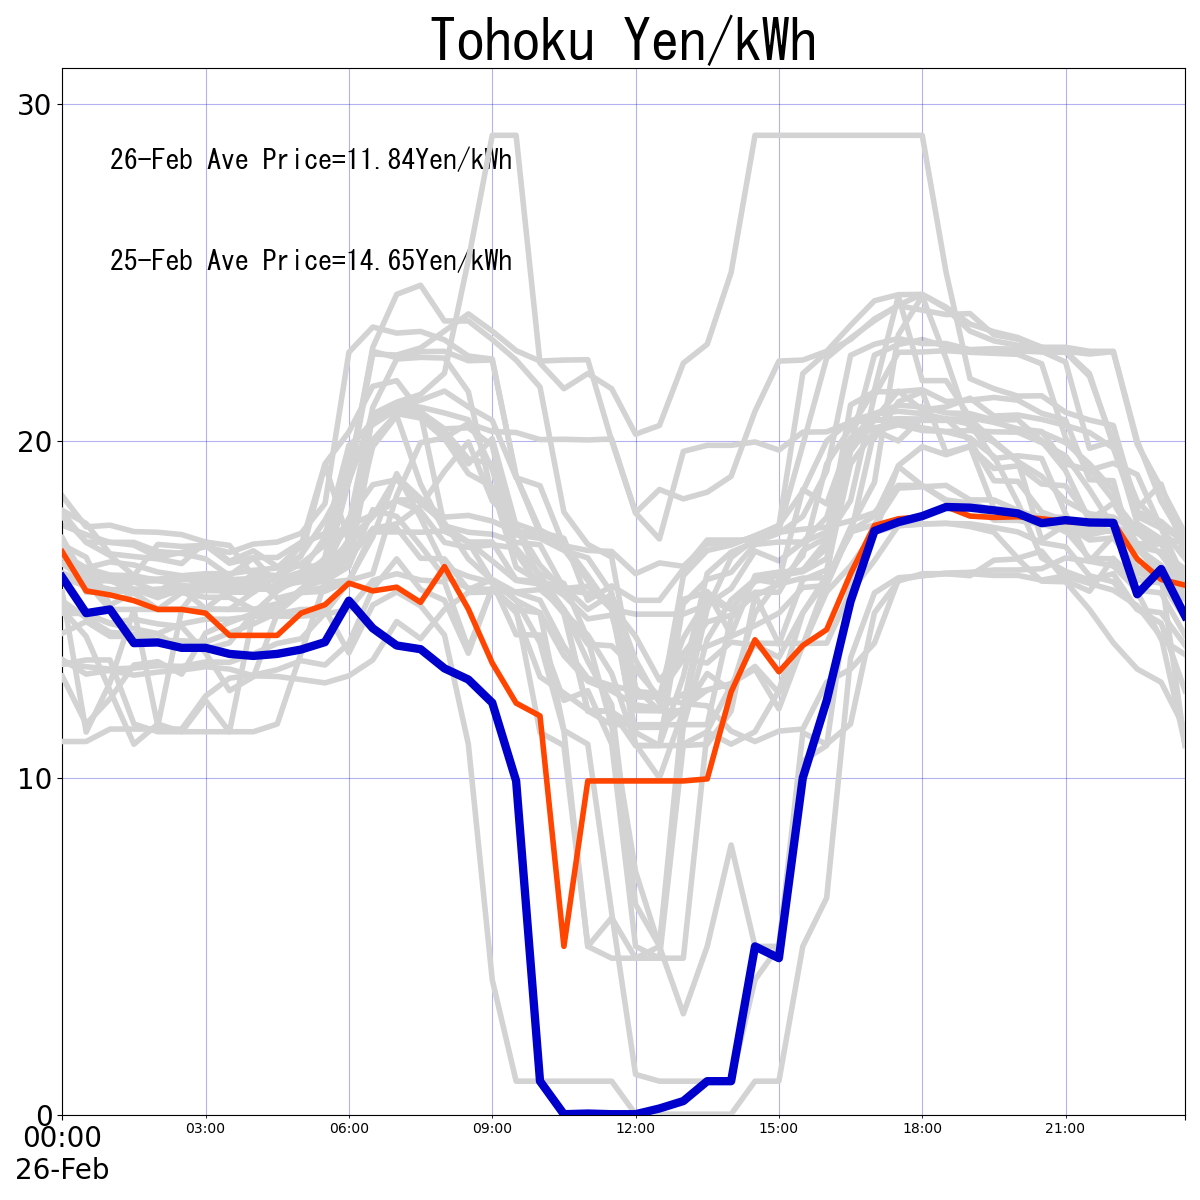 Tohoku Yen/kWh
30
26-Feb Ave Price=11.84Yen/kWh
25-Feb Ave Price=14.65Yen/kWh
20
10
0
00:00 03:00 06:00 09:00 12:00 15:00 18:00 21:00
26-Feb